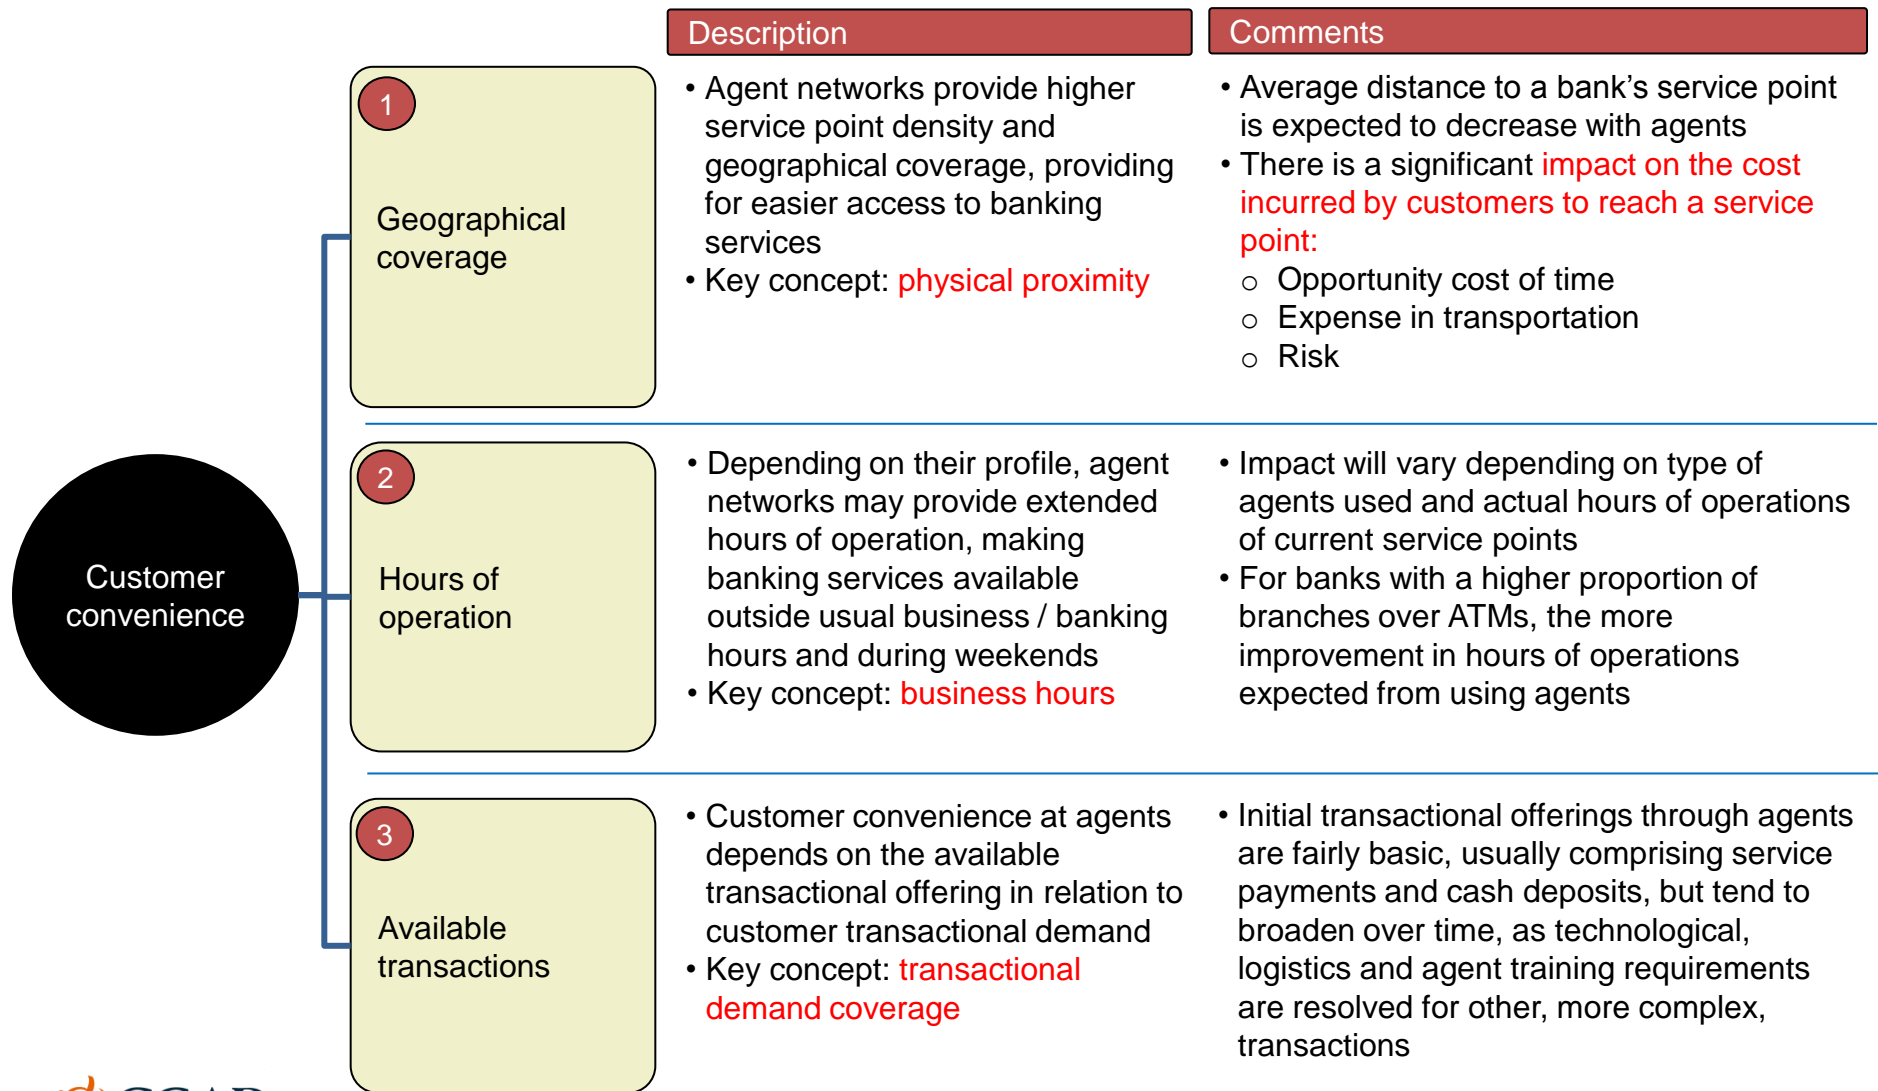 Description
Comments
1
Geographical
coverage
• Agent networks provide higher
service point density and
geographical coverage, providing
for easier access to banking
services
• Key concept: physical proximity
• Average distance to a bank’s service point
is expected to decrease with agents
• There is a significant impact on the cost
incurred by customers to reach a service
point:
o Opportunity cost of time
o Expense in transportation
o Risk
Customer
convenience
2
Hours of
operation
• Depending on their profile, agent
networks may provide extended
hours of operation, making
banking services available
outside usual business / banking
hours and during weekends
• Key concept: business hours
• Impact will vary depending on type of
agents used and actual hours of operations
of current service points
• For banks with a higher proportion of
branches over ATMs, the more
improvement in hours of operations
expected from using agents
3
Available
transactions
• Customer convenience at agents
depends on the available
transactional offering in relation to
customer transactional demand
• Key concept: transactional
demand coverage
• Initial transactional offerings through agents
are fairly basic, usually comprising service
payments and cash deposits, but tend to
broaden over time, as technological,
logistics and agent training requirements
are resolved for other, more complex,
transactions